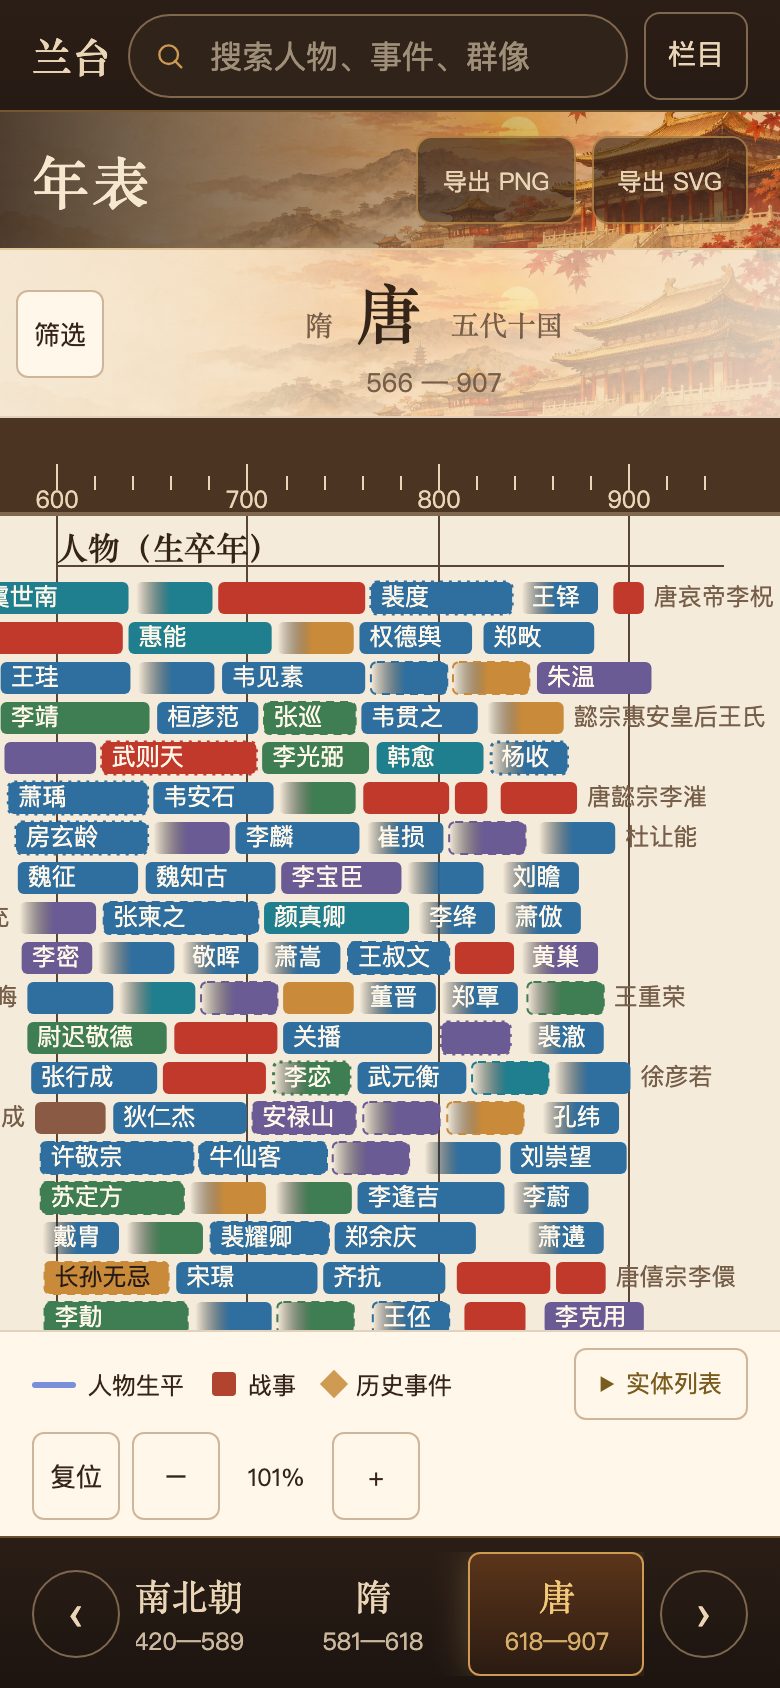 兰台
搜索人物、事件、群像
栏目
年表
导出 PNG
导出 SVG
筛选
隋 唐 五代十国
566 — 907
600 700 800 900
人物（生卒年）
虞世南 裴度 王铎 唐哀帝李柷
惠能 权德舆 郑畋
王珪 韦见素 朱温
李靖 桓彦范 张巡 韦贯之 懿宗惠安皇后王氏
武则天 李光弼 韩愈 杨收
萧瑀 韦安石 唐懿宗李漼
房玄龄 李麟 崔损 杜让能
魏征 魏知古 李宝臣 刘瞻
张柬之 颜真卿 李绛 萧倣
李密 敬晖 萧嵩 王叔文 黄巢
董晋 郑覃 王重荣
尉迟敬德 关播 裴澈
张行成 李宓 武元衡 徐彦若
成 狄仁杰 安禄山 孔纬
许敬宗 牛仙客 刘崇望
苏定方 李逢吉 李蔚
戴胄 裴耀卿 郑余庆 萧遘
长孙无忌 宋璟 齐抗 唐僖宗李儇
李勣 王伾 李克用
人物生平 战事 历史事件
▶ 实体列表
复位 － 101% +
‹ 南北朝 隋 唐 ›
420—589 581—618 618—907